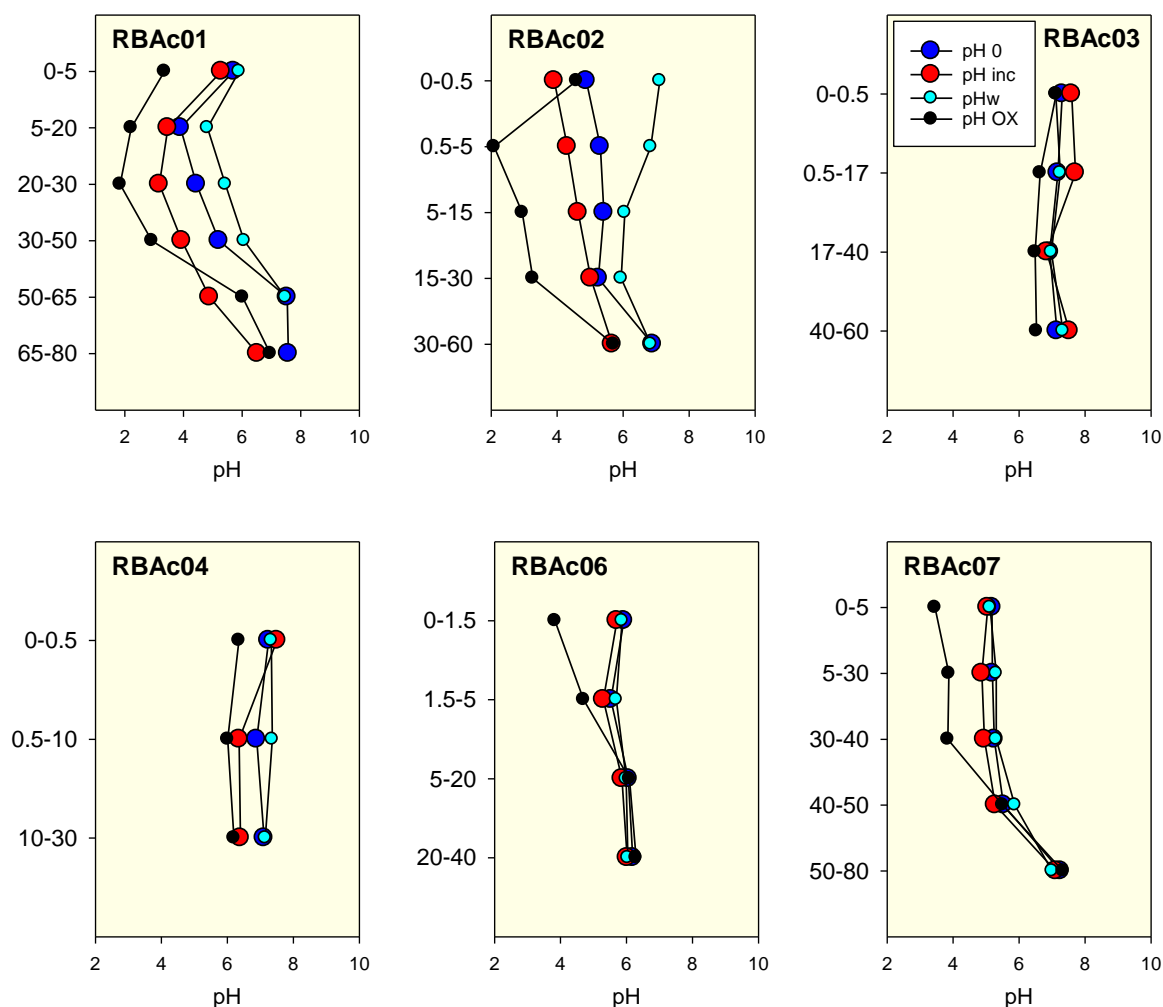 RBAc01
0-5
5-20
20-30
30-50
50-65
65-80
2 4 6 8 10
pH
RBAc02
0-0.5
0.5-5
5-15
15-30
30-60
2 4 6 8 10
pH
RBAc03
pH 0
pH inc
pHw
pH OX
0-0.5
0.5-17
17-40
40-60
2 4 6 8 10
pH
RBAc04
0-0.5
0.5-10
10-30
2 4 6 8 10
pH
RBAc06
0-1.5
1.5-5
5-20
20-40
2 4 6 8 10
pH
RBAc07
0-5
5-30
30-40
40-50
50-80
2 4 6 8 10
pH